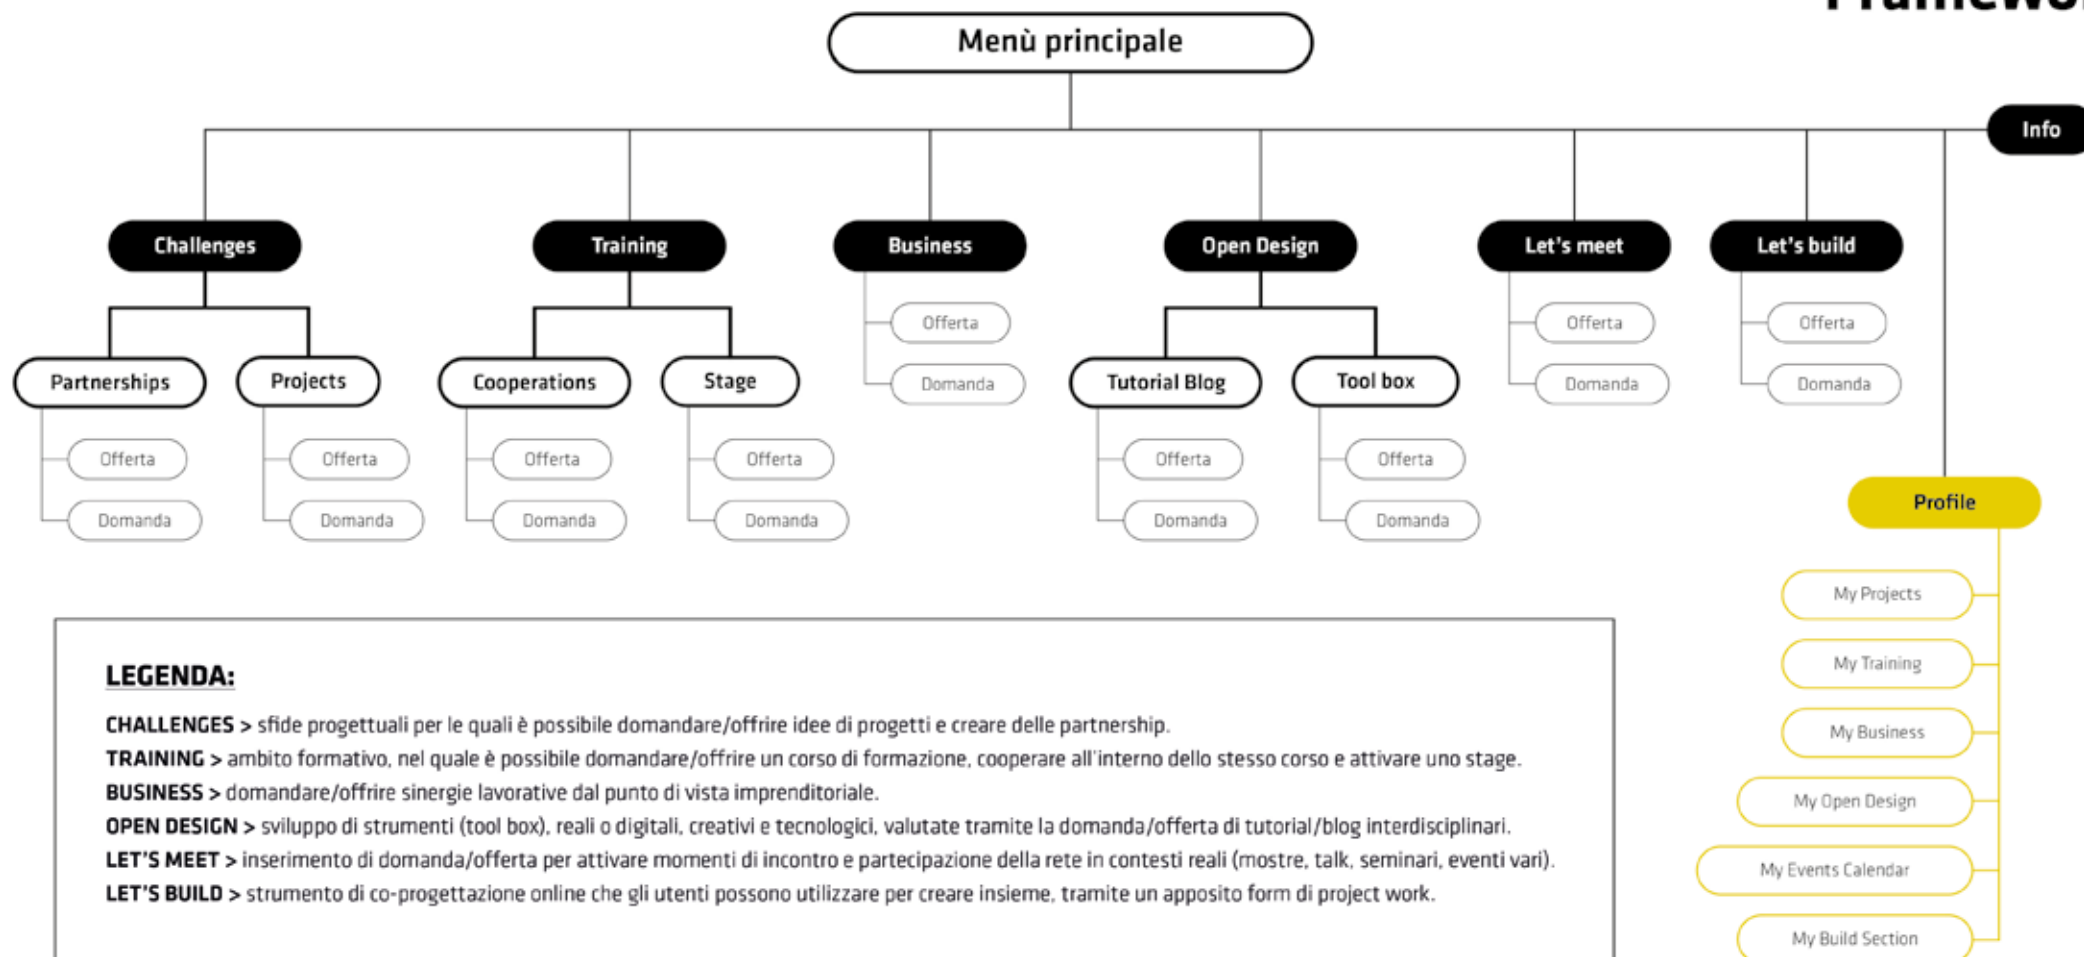 Menù principale
Info
Challenges
Training
Business
Open Design
Let's meet
Let's build
Offerta
Offerta
Offerta
Domanda
Domanda
Domanda
Partnerships
Projects
Cooperations
Stage
Tutorial Blog
Tool box
Offerta
Offerta
Offerta
Offerta
Offerta
Offerta
Domanda
Domanda
Domanda
Domanda
Domanda
Domanda
Profile
My Projects
My Training
My Business
My Open Design
My Events Calendar
My Build Section
LEGENDA:
CHALLENGES > sfide progettuali per le quali è possibile domandare/offrire idee di progetti e creare delle partnership.
TRAINING > ambito formativo, nel quale è possibile domandare/offrire un corso di formazione, cooperare all'interno dello stesso corso e attivare uno stage.
BUSINESS > domandare/offrire sinergie lavorative dal punto di vista imprenditoriale.
OPEN DESIGN > sviluppo di strumenti (tool box), reali o digitali, creativi e tecnologici, valutate tramite la domanda/offerta di tutorial/blog interdisciplinari.
LET'S MEET > inserimento di domanda/offerta per attivare momenti di incontro e partecipazione della rete in contesti reali (mostre, talk, seminari, eventi vari).
LET'S BUILD > strumento di co-progettazione online che gli utenti possono utilizzare per creare insieme, tramite un apposito form di project work.